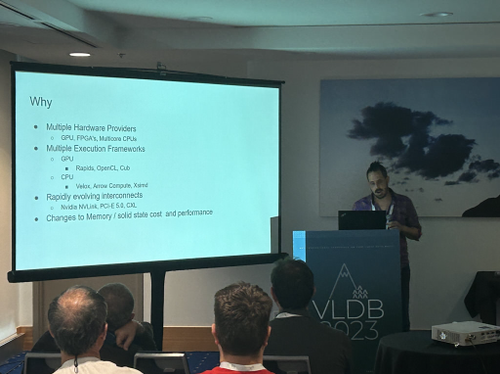 Why
Multiple Hardware Providers
GPU, FPGA's, Multicore CPUs
Multiple Execution Frameworks
GPU
Rapids, OpenCL, Cub
CPU
Velox, Arrow Compute, Xsimd
Rapidly evolving interconnects
Nvidia NVLink, PCI-E 5.0, CXL
Changes to Memory / solid state cost and performance
VLDB
2023